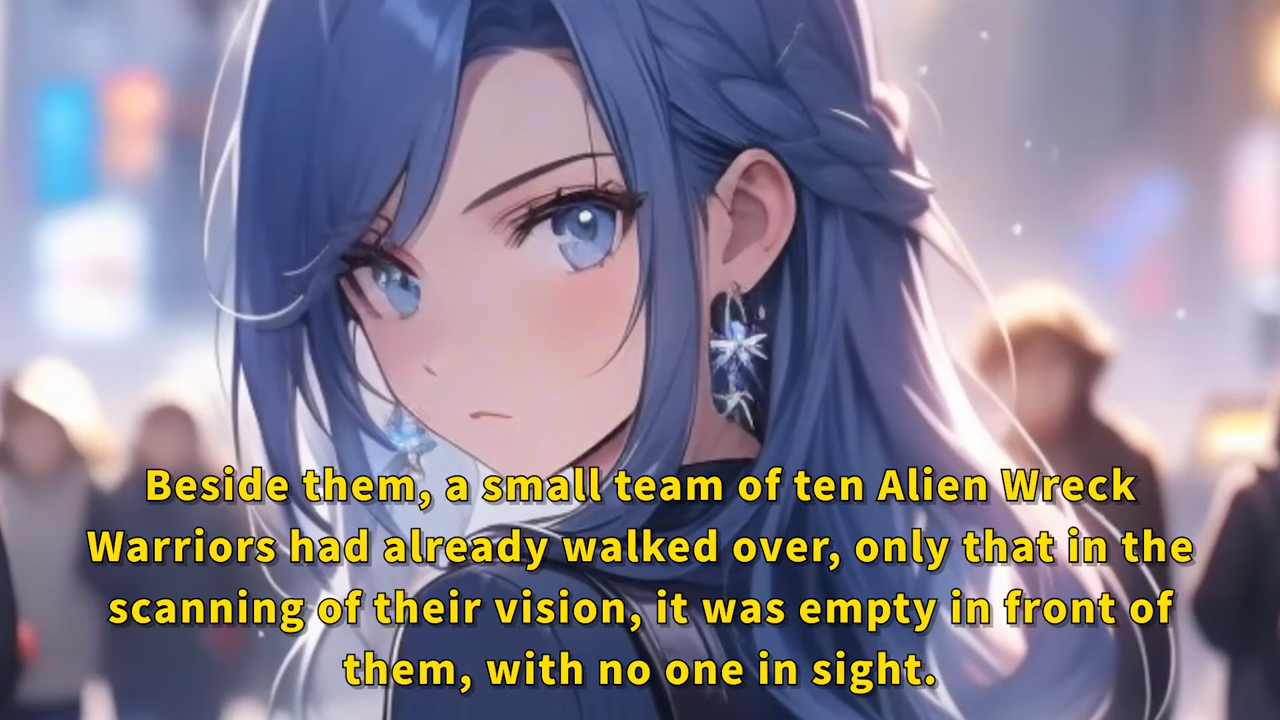 Beside them, a small team of ten Alien Wreck
Warriors had already walked over, only that in the
scanning of their vision, it was empty in front of
them, with no one in sight.